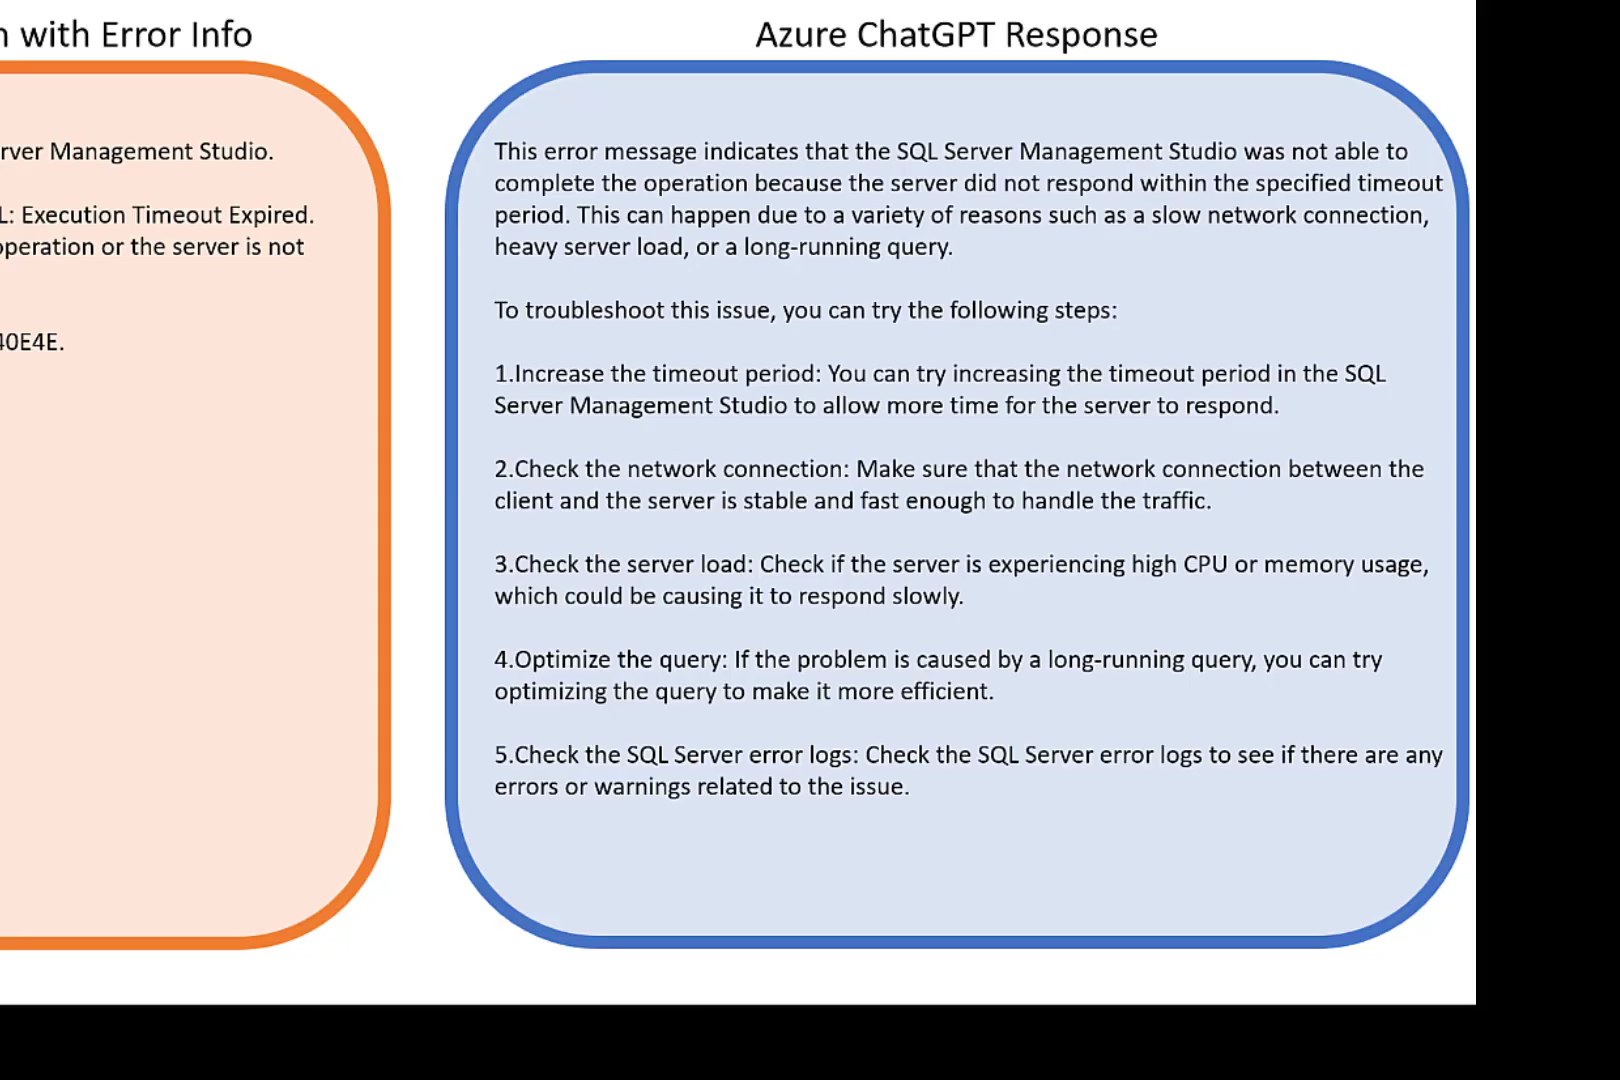 with Error Info
Management Studio.
Execution Timeout Expired.
or the server is not
Azure ChatGPT Response
This error message indicates that the SQL Server Management Studio was not able to
complete the operation because the server did not respond within the specified timeout
period. This can happen due to a variety of reasons such as a slow network connection,
heavy server load, or a long-running query.
To troubleshoot this issue, you can try the following steps:
1.Increase the timeout period: You can try increasing the timeout period in the SQL
Server Management Studio to allow more time for the server to respond.
2.Check the network connection: Make sure that the network connection between the
client and the server is stable and fast enough to handle the traffic.
3.Check the server load: Check if the server is experiencing high CPU or memory usage,
which could be causing it to respond slowly.
4.Optimize the query: If the problem is caused by a long-running query, you can try
optimizing the query to make it more efficient.
5.Check the SQL Server error logs: Check the SQL Server error logs to see if there are any
errors or warnings related to the issue.